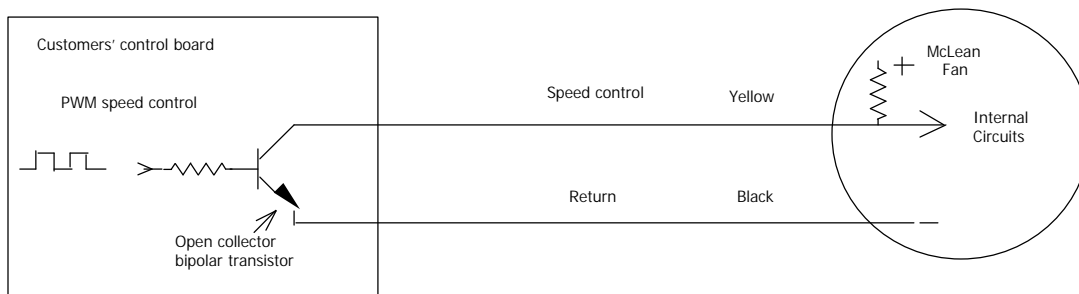 Customers' control board
PWM speed control
Open collector
bipolar transistor
Speed control
Yellow
Return
Black
McLean
Fan
Internal
Circuits